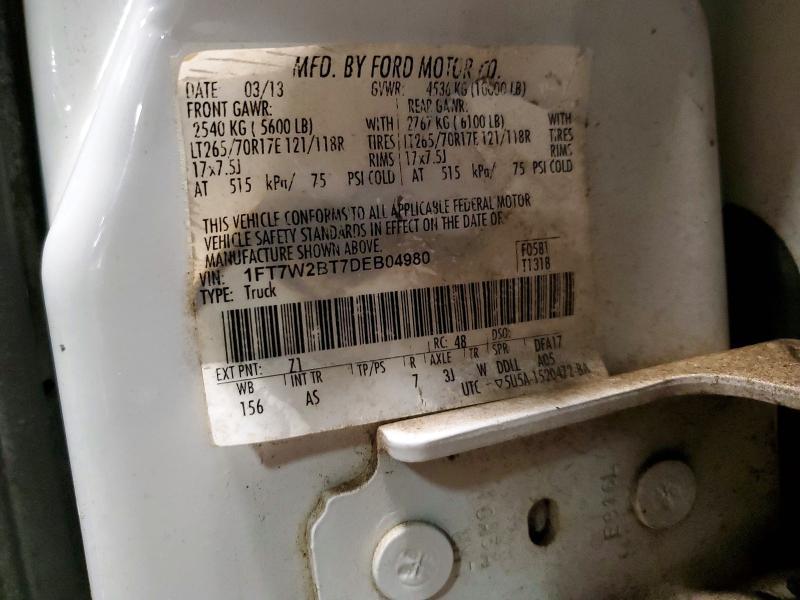 MFD. BY FORD MOTOR CO.
DATE 03/13 GVWR: 4536 KG (10000 LB)
FRONT GAWR: REAR GAWR:
2540 KG ( 5600 LB) WITH 2767 KG ( 6100 LB) WITH
LT265/70R17E 121/118R TIRES LT265/70R17E 121/118R TIRES
17x7.5J RIMS 17x7.5J RIMS
AT 515 kPa/ 75 PSI COLD AT 515 kPa/ 75 PSI COLD
THIS VEHICLE CONFORMS TO ALL APPLICABLE FEDERAL MOTOR
VEHICLE SAFETY STANDARDS IN EFFECT ON THE DATE OF
MANUFACTURE SHOWN ABOVE.
VIN: 1FT7W2BT7DEB04980 F0581
TYPE: Truck T131B
EXT PNT: Z1 RC: 48 DSO:
WB INT TR TP/PS R AXLE TR SPR DFA17
156 AS 7 3J W DDLL A05
UTC